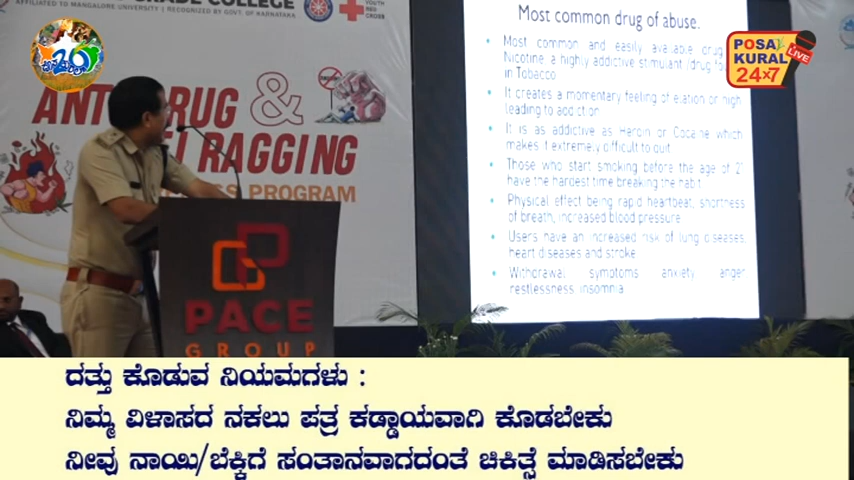 GRADE COLLEGE
AFFILIATED TO MANGALORE UNIVERSITY | RECOGNIZED BY GOVT. OF KARNATAKA
YOUTH
RED
CROSS
20
POSA
KURAL
24x7
LIVE
ANTI DRUG &
RAGGING
PROGRAM
PACE
GROUP
Most common drug of abuse.
• Most common and easily available drug
Nicotine, a highly addictive stimulant /drug
in Tobacco
• It creates a momentary feeling of elation or high
leading to addiction
• It is as addictive as Heroin or Cocaine which
makes it extremely difficult to quit
• Those who start smoking before the age of 21
have the hardest time breaking the habit
• Physical effect being rapid heartbeat, shortness
of breath, increased blood pressure
• Users have an increased risk of lung diseases,
heart diseases and stroke
• Withdrawal symptoms anxiety anger
restlessness, insomnia
ದತ್ತು ಕೊಡುವ ನಿಯಮಗಳು :
ನಿಮ್ಮ ವಿಳಾಸದ ನಕಲು ಪತ್ರ ಕಡ್ಡಾಯವಾಗಿ ಕೊಡಬೇಕು
ನೀವು ನಾಯಿ/ಬೆಕ್ಕಿಗೆ ಸಂತಾನವಾಗದಂತೆ ಚಿಕಿತ್ಸೆ ಮಾಡಿಸಬೇಕು